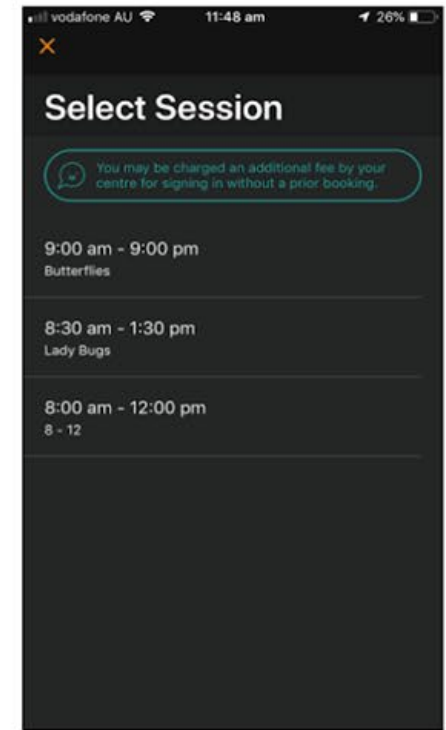 vodafone AU 11:48 am 26%
Select Session
You may be charged an additional fee by your
centre for signing in without a prior booking.
9:00 am - 9:00 pm
Butterflies
8:30 am - 1:30 pm
Lady Bugs
8:00 am - 12:00 pm
8 - 12